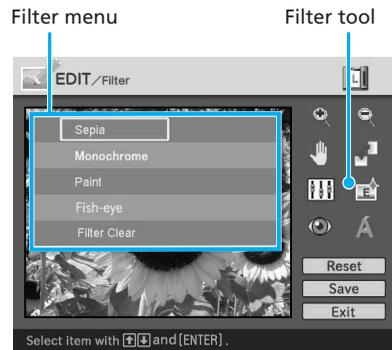 Filter menu Filter tool
EDIT/Filter
L
Sepia
Monochrome
Paint
Fish-eye
Filter Clear
E
A
Reset
Save
Exit
Select item with ⬆⬇ and [ENTER] .